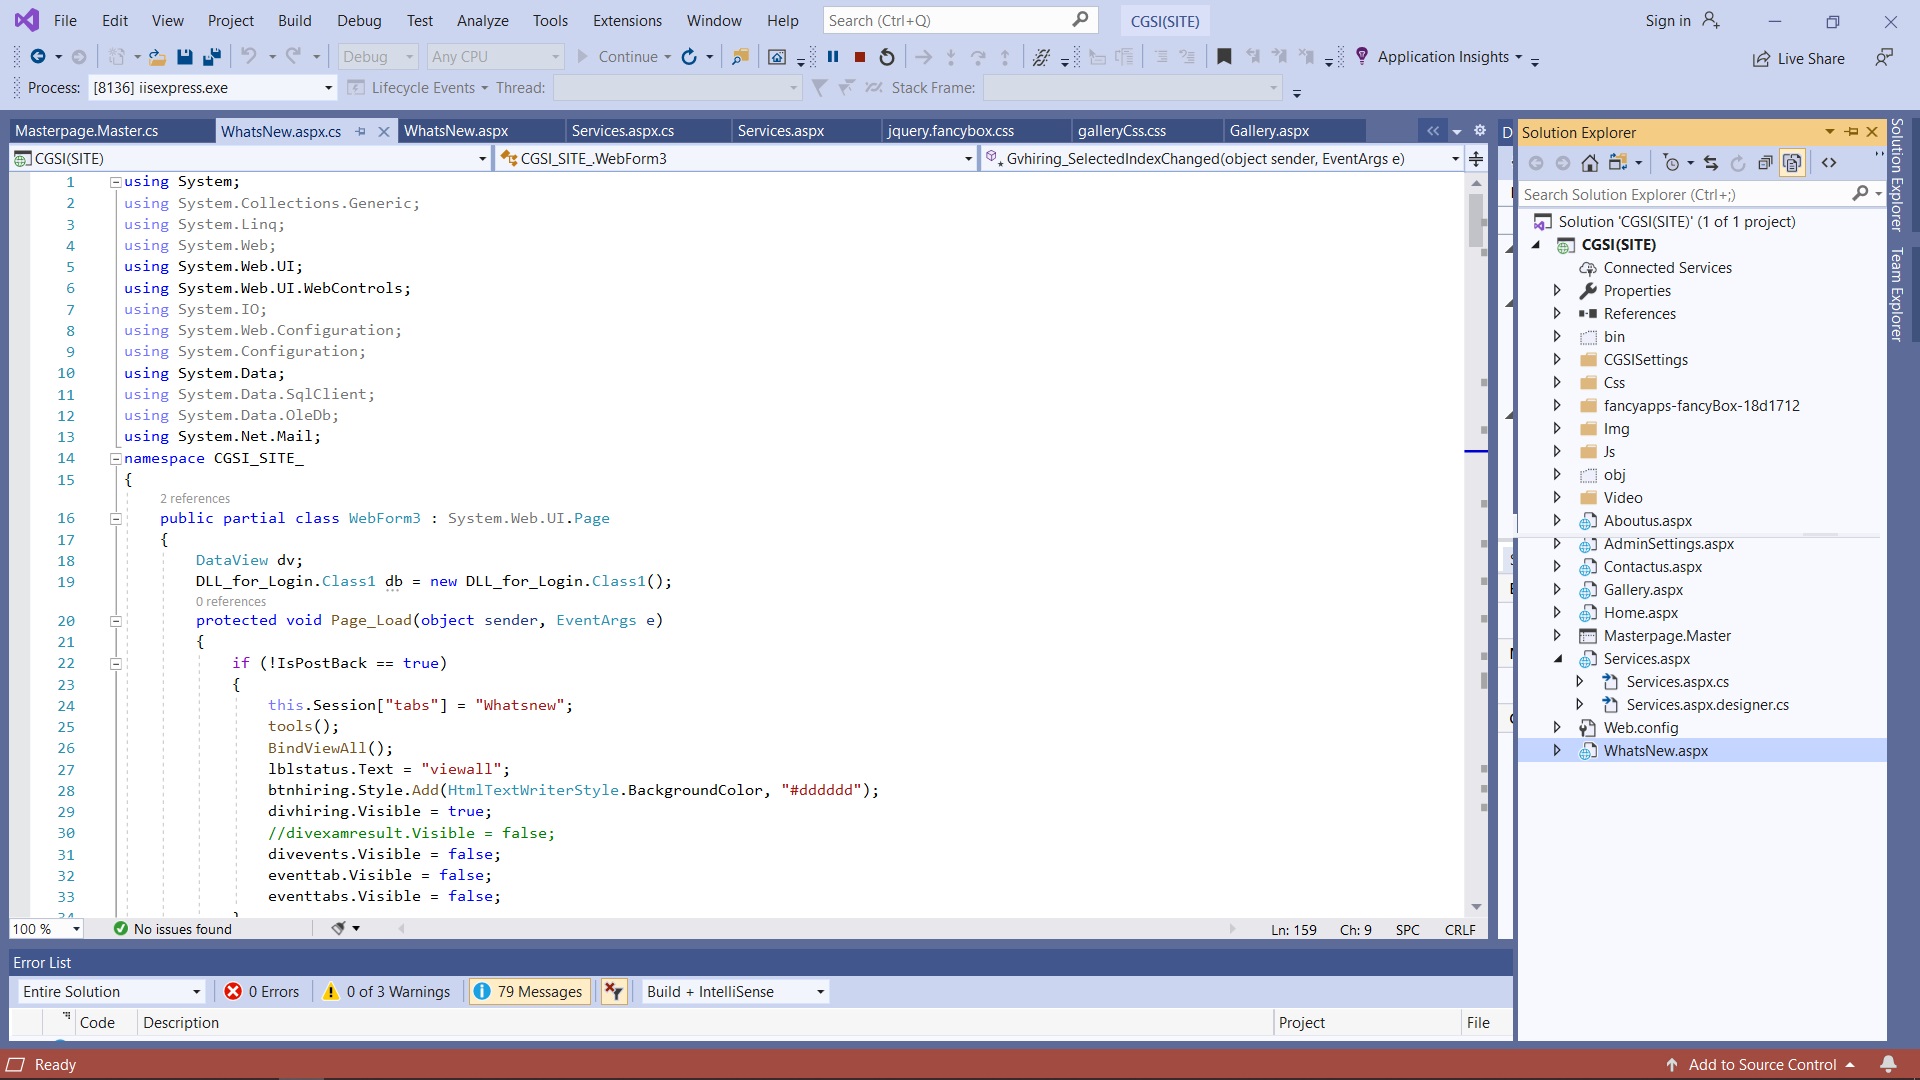 File Edit View Project Build Debug Test Analyze Tools Extensions Window Help Search (Ctrl+Q) CGSI(SITE) Sign in
Debug Any CPU Continue Application Insights Live Share
Process: [8136] iisexpress.exe Lifecycle Events Thread: Stack Frame:
Masterpage.Master.cs WhatsNew.aspx.cs WhatsNew.aspx Services.aspx.cs Services.aspx jquery.fancybox.css galleryCss.css Gallery.aspx
CGSI(SITE) CGSI_SITE_.WebForm3 Gvhiring_SelectedIndexChanged(object sender, EventArgs e)
1 using System;
2 using System.Collections.Generic;
3 using System.Linq;
4 using System.Web;
5 using System.Web.UI;
6 using System.Web.UI.WebControls;
7 using System.IO;
8 using System.Web.Configuration;
9 using System.Configuration;
10 using System.Data;
11 using System.Data.SqlClient;
12 using System.Data.OleDb;
13 using System.Net.Mail;
14 namespace CGSI_SITE_
15 {
2 references
16 public partial class WebForm3 : System.Web.UI.Page
17 {
18 DataView dv;
19 DLL_for_Login.Class1 db = new DLL_for_Login.Class1();
0 references
20 protected void Page_Load(object sender, EventArgs e)
21 {
22 if (!IsPostBack == true)
23 {
24 this.Session["tabs"] = "Whatsnew";
25 tools();
26 BindViewAll();
27 lblstatus.Text = "viewall";
28 btnhiring.Style.Add(HtmlTextWriterStyle.BackgroundColor, "#dddddd");
29 divhiring.Visible = true;
30 //divexamresult.Visible = false;
31 divevents.Visible = false;
32 eventtab.Visible = false;
33 eventtabs.Visible = false;
100 % No issues found Ln: 159 Ch: 9 SPC CRLF
Error List
Entire Solution 0 Errors 0 of 3 Warnings 79 Messages Build + IntelliSense
Code Description Project File
Ready Add to Source Control
Solution Explorer
Search Solution Explorer (Ctrl+;)
Solution 'CGSI(SITE)' (1 of 1 project)
CGSI(SITE)
Connected Services
Properties
References
bin
CGSISettings
Css
fancyapps-fancyBox-18d1712
Img
Js
obj
Video
Aboutus.aspx
AdminSettings.aspx
Contactus.aspx
Gallery.aspx
Home.aspx
Masterpage.Master
Services.aspx
Services.aspx.cs
Services.aspx.designer.cs
Web.config
WhatsNew.aspx
Solution Explorer
Team Explorer